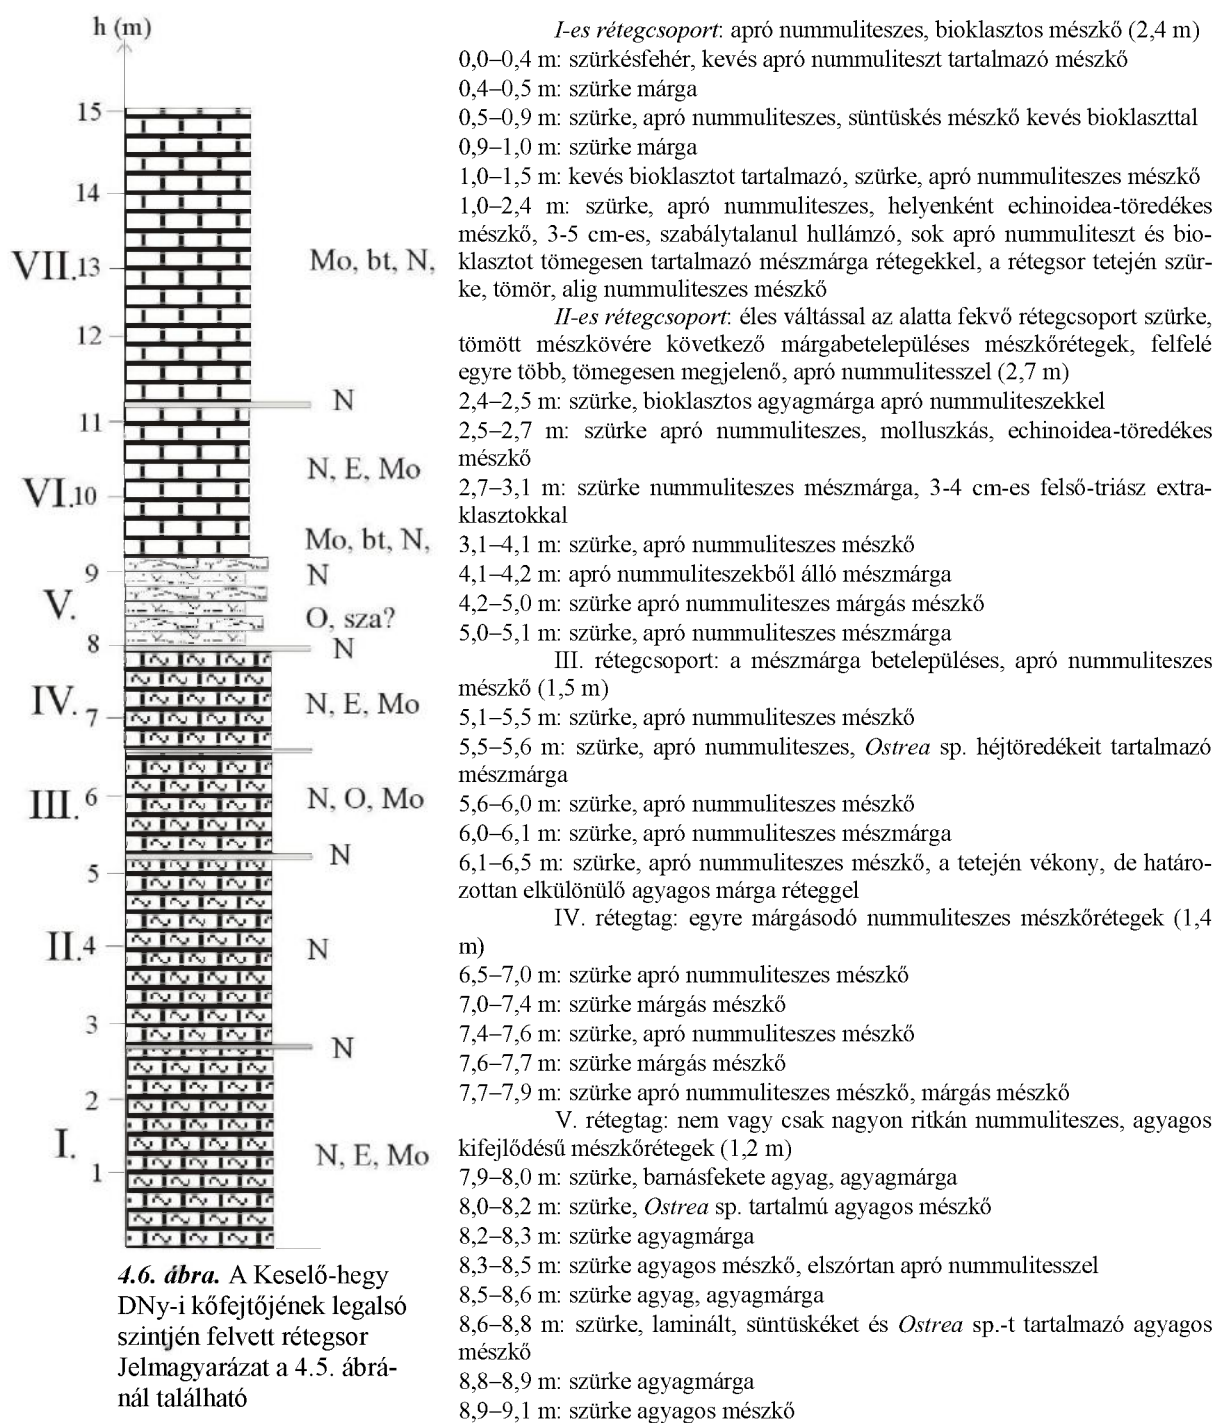 h (m)
15
14
VII.13
Mo, bt, N,
12
N
11
N, E, Mo
VI.10
Mo, bt, N,
9
N
V.
O, sza?
8
N
IV.
N, E, Mo
7
III.
6
N, O, Mo
N
5
II.4
N
3
N
2
I.
N, E, Mo
1
4.6. ábra. A Keselő-hegy
DNy-i kőfejtőjének legalsó
szintjén felvett rétegsor
Jelmagyarázat a 4.5. ábrá-
nál található
I-es rétegcsoport: apró nummuliteszes, bioklasztos mészkő (2,4 m)
0,0–0,4 m: szürkésfehér, kevés apró nummuliteszt tartalmazó mészkő
0,4–0,5 m: szürke márga
0,5–0,9 m: szürke, apró nummuliteszes, süntüskés mészkő kevés bioklaszttal
0,9–1,0 m: szürke márga
1,0–1,5 m: kevés bioklasztot tartalmazó, szürke, apró nummuliteszes mészkő
1,0–2,4 m: szürke, apró nummuliteszes, helyenként echinoidea-töredékes
mészkő, 3-5 cm-es, szabálytalanul hullámzó, sok apró nummuliteszt és bio-
klasztot tömegesen tartalmazó mészmárga rétegekkel, a rétegsor tetején szür-
ke, tömör, alig nummuliteszes mészkő
II-es rétegcsoport: éles váltással az alatta fekvő rétegcsoport szürke,
tömött mészkövére következő márgabetelepüléses mészkőrétegek, felfelé
egyre több, tömegesen megjelenő, apró nummulitesszel (2,7 m)
2,4–2,5 m: szürke, bioklasztos agyagmárga apró nummuliteszekkel
2,5–2,7 m: szürke apró nummuliteszes, molluszkás, echinoidea-töredékes
mészkő
2,7–3,1 m: szürke nummuliteszes mészmárga, 3-4 cm-es felső-triász extra-
klasztokkal
3,1–4,1 m: szürke, apró nummuliteszes mészkő
4,1–4,2 m: apró nummuliteszekből álló mészmárga
4,2–5,0 m: szürke apró nummuliteszes márgás mészkő
5,0–5,1 m: szürke, apró nummuliteszes mészmárga
III. rétegcsoport: a mészmárga betelepüléses, apró nummuliteszes
mészkő (1,5 m)
5,1–5,5 m: szürke, apró nummuliteszes mészkő
5,5–5,6 m: szürke, apró nummuliteszes, Ostrea sp. héjtöredékeit tartalmazó
mészmárga
5,6–6,0 m: szürke, apró nummuliteszes mészkő
6,0–6,1 m: szürke, apró nummuliteszes mészmárga
6,1–6,5 m: szürke, apró nummuliteszes mészkő, a tetején vékony, de határo-
zottan elkülönülő agyagos márga réteggel
IV. rétegtag: egyre márgásodó nummuliteszes mészkőrétegek (1,4
m)
6,5–7,0 m: szürke apró nummuliteszes mészkő
7,0–7,4 m: szürke márgás mészkő
7,4–7,6 m: szürke, apró nummuliteszes mészkő
7,6–7,7 m: szürke márgás mészkő
7,7–7,9 m: szürke apró nummuliteszes mészkő, márgás mészkő
V. rétegtag: nem vagy csak nagyon ritkán nummuliteszes, agyagos
kifejlődésű mészkőrétegek (1,2 m)
7,9–8,0 m: szürke, barnásfekete agyag, agyagmárga
8,0–8,2 m: szürke, Ostrea sp. tartalmú agyagos mészkő
8,2–8,3 m: szürke agyagmárga
8,3–8,5 m: szürke agyagos mészkő, elszórtan apró nummulitesszel
8,5–8,6 m: szürke agyag, agyagmárga
8,6–8,8 m: szürke, laminált, süntüskéket és Ostrea sp.-t tartalmazó agyagos
mészkő
8,8–8,9 m: szürke agyagmárga
8,9–9,1 m: szürke agyagos mészkő